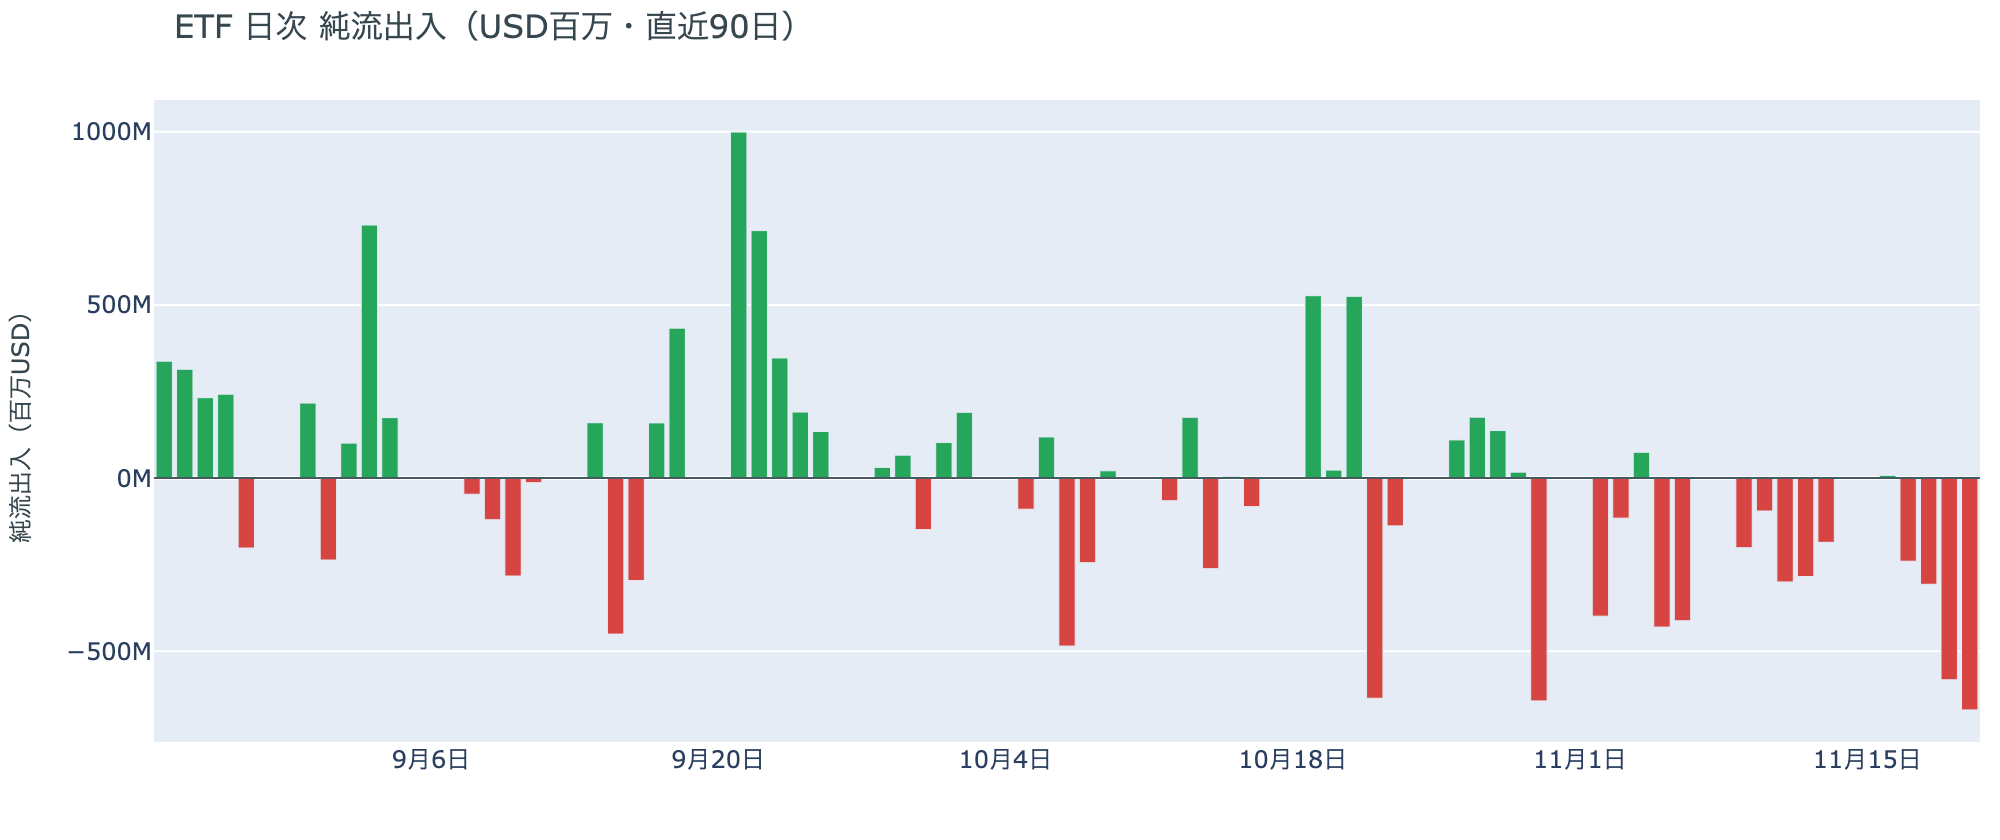 ETF 日次 純流出入（USD百万・直近90日）
純流出入（百万USD）
1000M
500M
0M
−500M
9月6日
9月20日
10月4日
10月18日
11月1日
11月15日